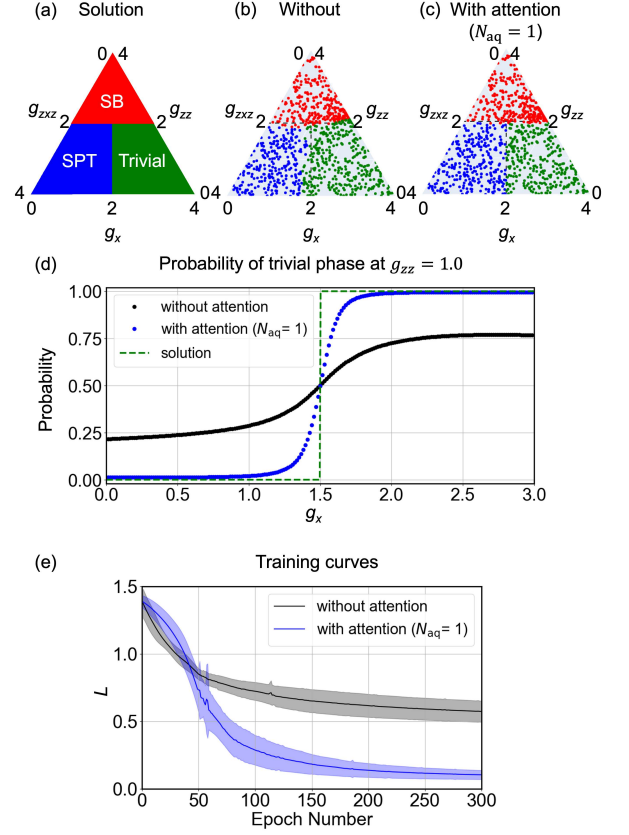 (a) Solution
(b) Without
(c) With attention
(N_aq = 1)
0 4
0 4
0 4
SB
g_zxz 2 2 g_zz
g_zxz 2 2 g_zz
g_zxz 2 2 g_zz
SPT Trivial
4 04 04 0
0 2 4
0 2 4
0 2 4
g_x
g_x
g_x
(d) Probability of trivial phase at g_zz = 1.0
1.00
0.75
0.50
0.25
0.00
Probability
without attention
with attention (N_aq= 1)
solution
0.0 0.5 1.0 1.5 2.0 2.5 3.0
g_x
(e) Training curves
1.5
1.0
0.5
0.0
L
without attention
with attention (N_aq= 1)
0 50 100 150 200 250 300
Epoch Number